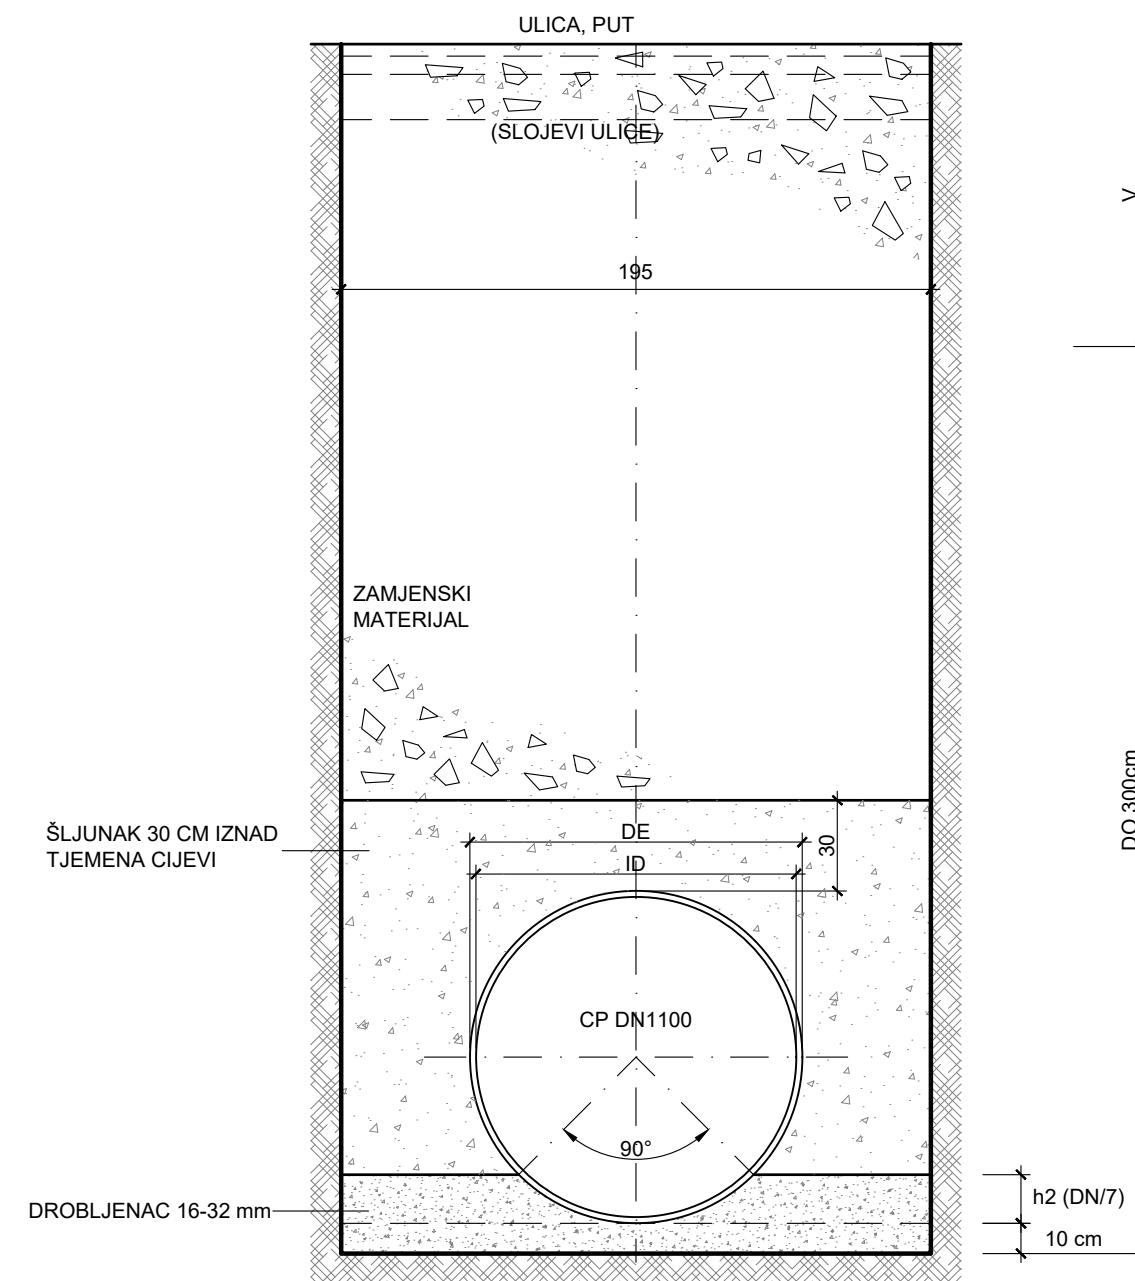 ULICA, PUT
(SLOJEVI ULICE)
V
195
ZAMJENSKI
MATERIJAL
DO 300cm
ŠLJUNAK 30 CM IZNAD
TJEMENA CIJEVI
DE
30
ID
CP DN1100
90°
DROBLJENAC 16-32 mm
h2 (DN/7)
10 cm